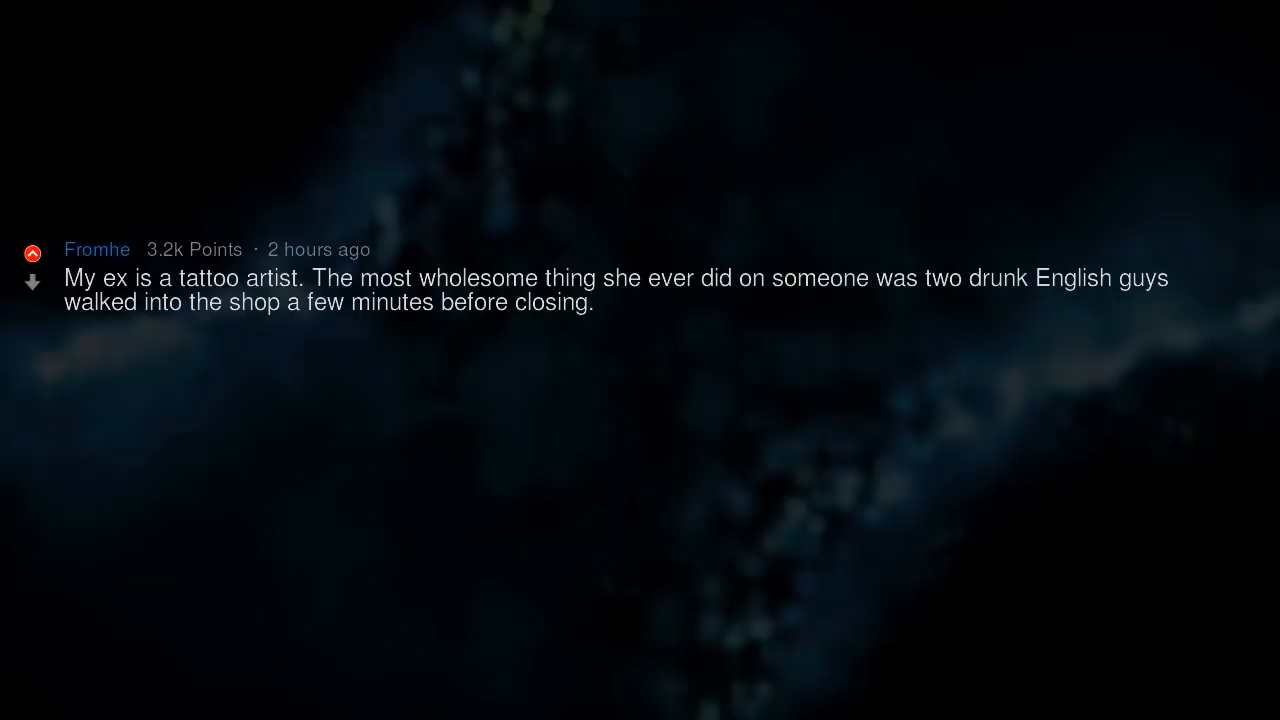 Fromhe 3.2k Points · 2 hours ago
My ex is a tattoo artist. The most wholesome thing she ever did on someone was two drunk English guys
walked into the shop a few minutes before closing.